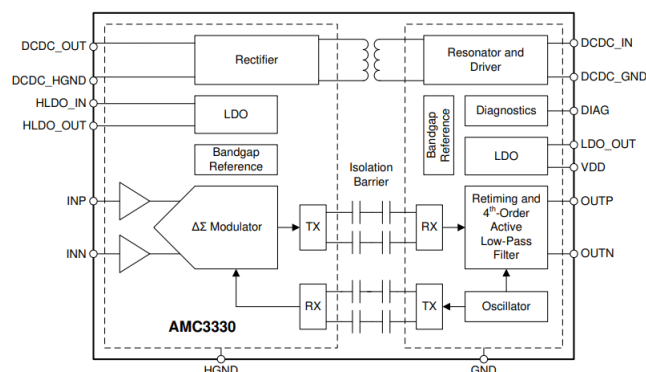 DCDC_OUT
DCDC_HGND
HLDO_IN
HLDO_OUT
INP
INN
Rectifier
LDO
Bandgap
Reference
ΔΣ Modulator
TX
RX
AMC3330
HGND
Isolation
Barrier
Resonator and
Driver
Bandgap
Reference
Diagnostics
LDO
RX
TX
Retiming and
4th-Order
Active
Low-Pass
Filter
Oscillator
DCDC_IN
DCDC_GND
DIAG
LDO_OUT
VDD
OUTP
OUTN
GND